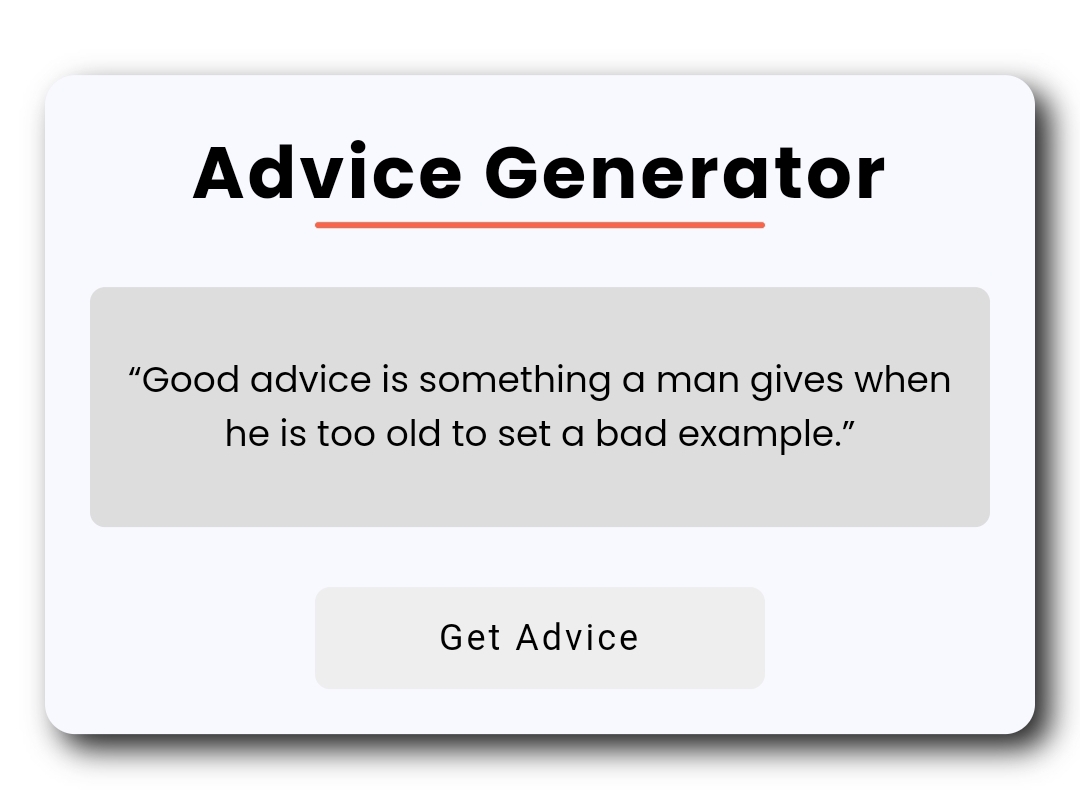 Advice Generator
“Good advice is something a man gives when
he is too old to set a bad example.”
Get Advice